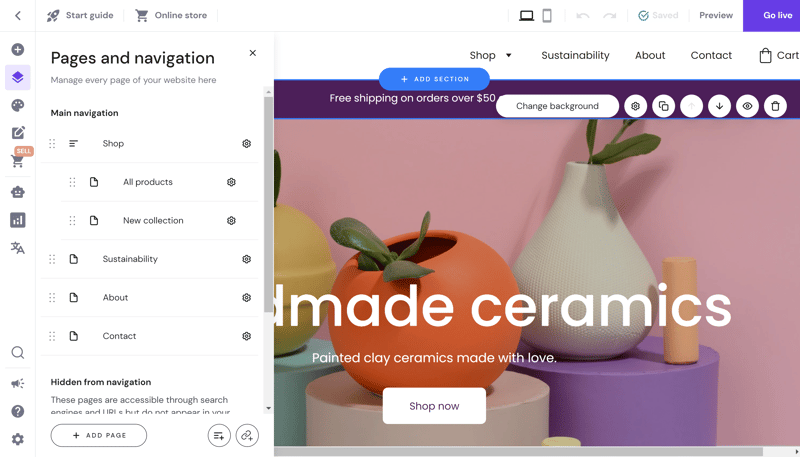 Start guide
Online store
Saved
Preview
Go live
Pages and navigation
Manage every page of your website here
Main navigation
Shop
All products
New collection
Sustainability
About
Contact
Hidden from navigation
These pages are accessible through search
engines and URLs but do not appear in your
ADD PAGE
SELL
Shop
Sustainability
About
Contact
Cart
ADD SECTION
Free shipping on orders over $50
Change background
dmade ceramics
Painted clay ceramics made with love.
Shop now